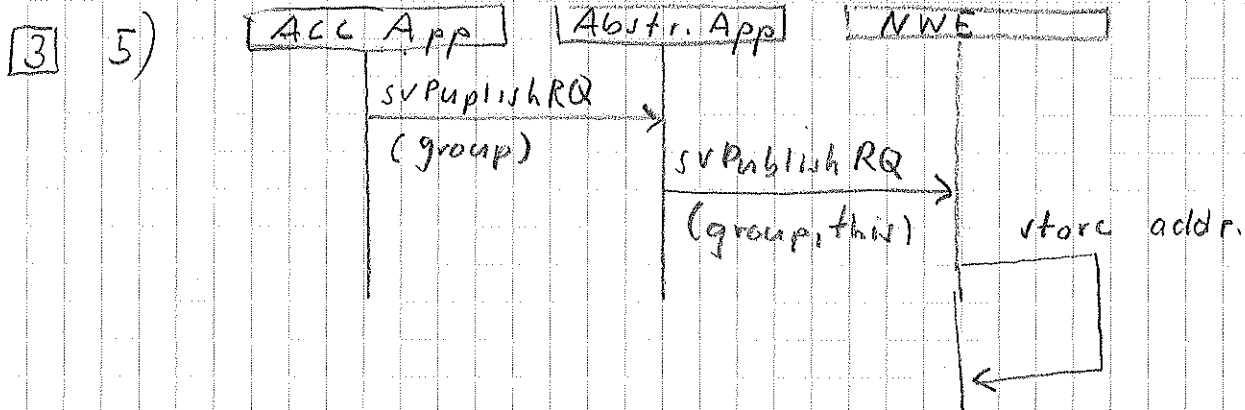 3 5) ACC App Abstr. App NWE
svPuplishRQ
(group)
svPublishRQ
(group, this) store addr.